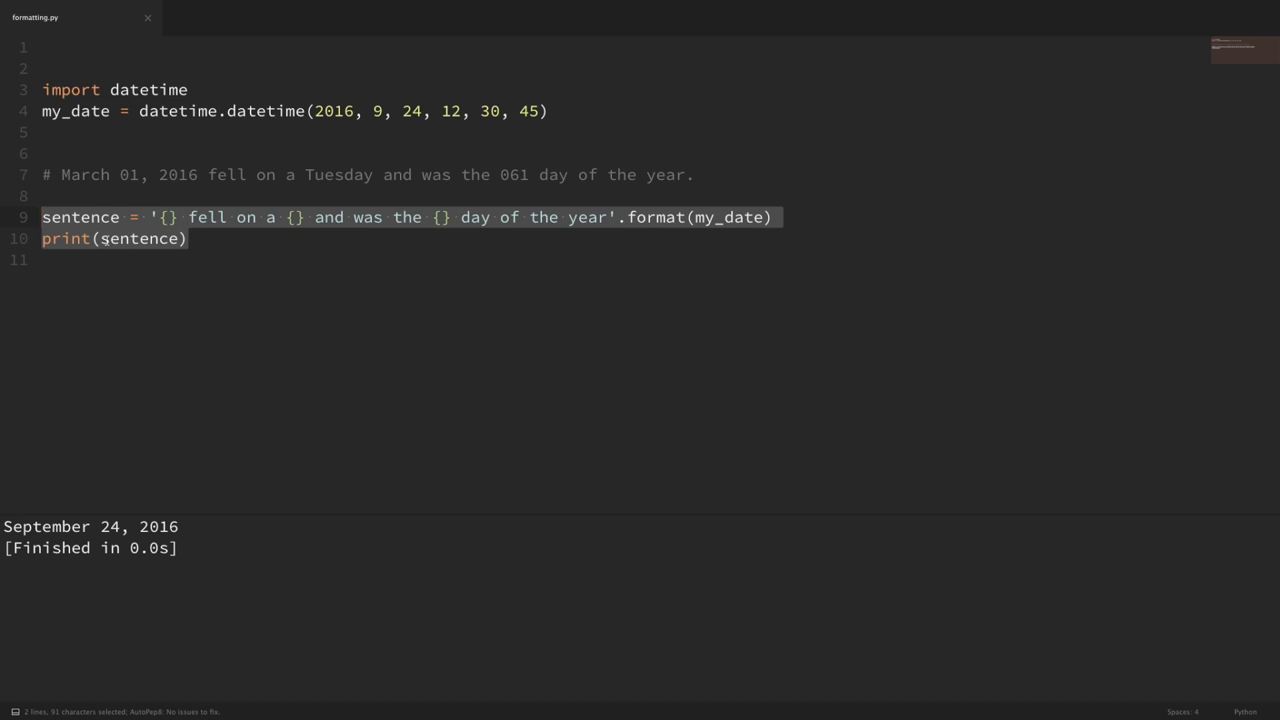 formatting.py ×
1
2
3 import datetime
4 my_date = datetime.datetime(2016, 9, 24, 12, 30, 45)
5
6
7 # March 01, 2016 fell on a Tuesday and was the 061 day of the year.
8
9 sentence = '{} fell on a {} and was the {} day of the year'.format(my_date)
10 print(sentence)
11
September 24, 2016
[Finished in 0.0s]
2 lines, 91 characters selected; AutoPep8: No issues to fix. Spaces: 4 Python